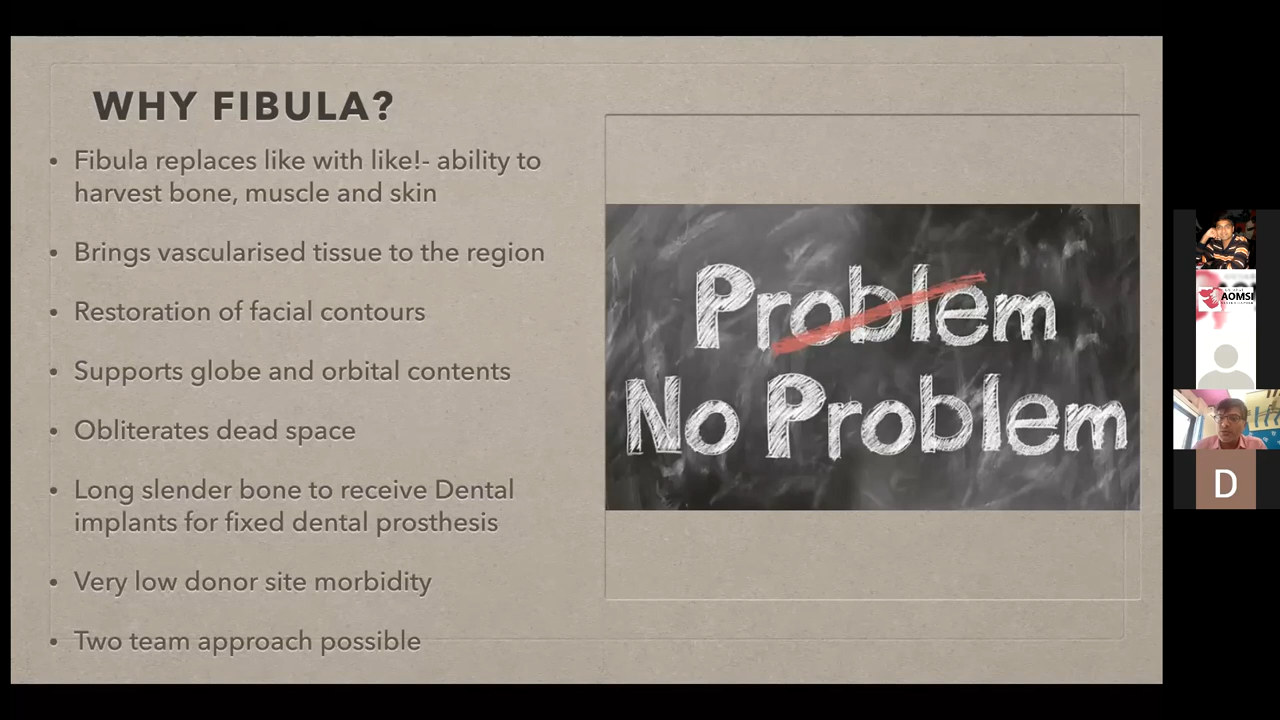 WHY FIBULA?
• Fibula replaces like with like!- ability to
harvest bone, muscle and skin
• Brings vascularised tissue to the region
• Restoration of facial contours
• Supports globe and orbital contents
• Obliterates dead space
• Long slender bone to receive Dental
implants for fixed dental prosthesis
• Very low donor site morbidity
• Two team approach possible
Problem
No Problem
AOMSI
D